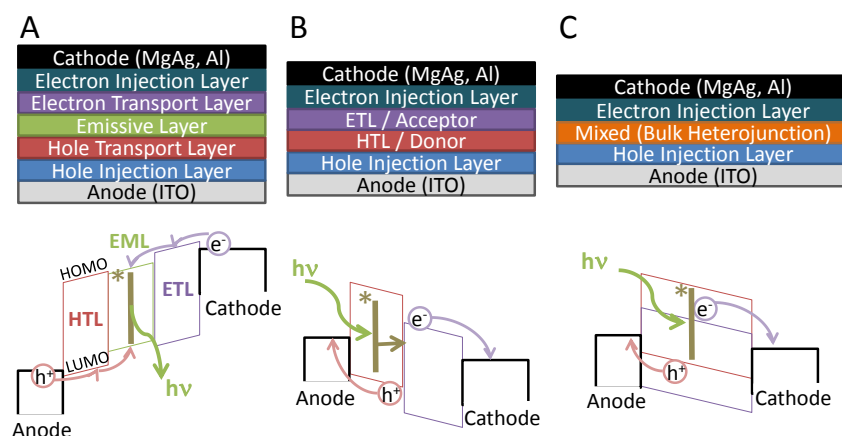 A
Cathode (MgAg, Al)
Electron Injection Layer
Electron Transport Layer
Emissive Layer
Hole Transport Layer
Hole Injection Layer
Anode (ITO)
B
Cathode (MgAg, Al)
Electron Injection Layer
ETL / Acceptor
HTL / Donor
Hole Injection Layer
Anode (ITO)
C
Cathode (MgAg, Al)
Electron Injection Layer
Mixed (Bulk Heterojunction)
Hole Injection Layer
Anode (ITO)
EML
e-
HOMO
*
ETL
HTL
Cathode
LUMO
h+
hν
Anode
hν
*
e-
h+
Anode
Cathode
hν
*
e-
h+
Anode
Cathode